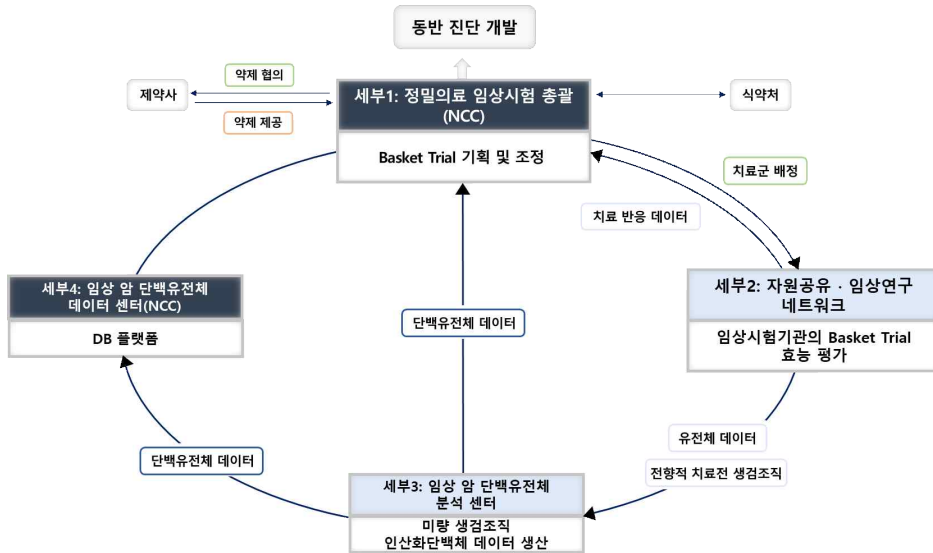 동반 진단 개발
약제 협의
제약사
약제 제공
세부1: 정밀의료 임상시험 총괄
(NCC)
Basket Trial 기획 및 조정
식약처
치료군 배정
치료 반응 데이터
세부4: 임상 암 단백유전체
데이터 센터(NCC)
DB 플랫폼
단백유전체 데이터
세부2: 자원공유 · 임상연구
네트워크
임상시험기관의 Basket Trial
효능 평가
유전체 데이터
전향적 치료전 생검조직
단백유전체 데이터
세부3: 임상 암 단백유전체
분석 센터
미량 생검조직
인산화단백체 데이터 생산